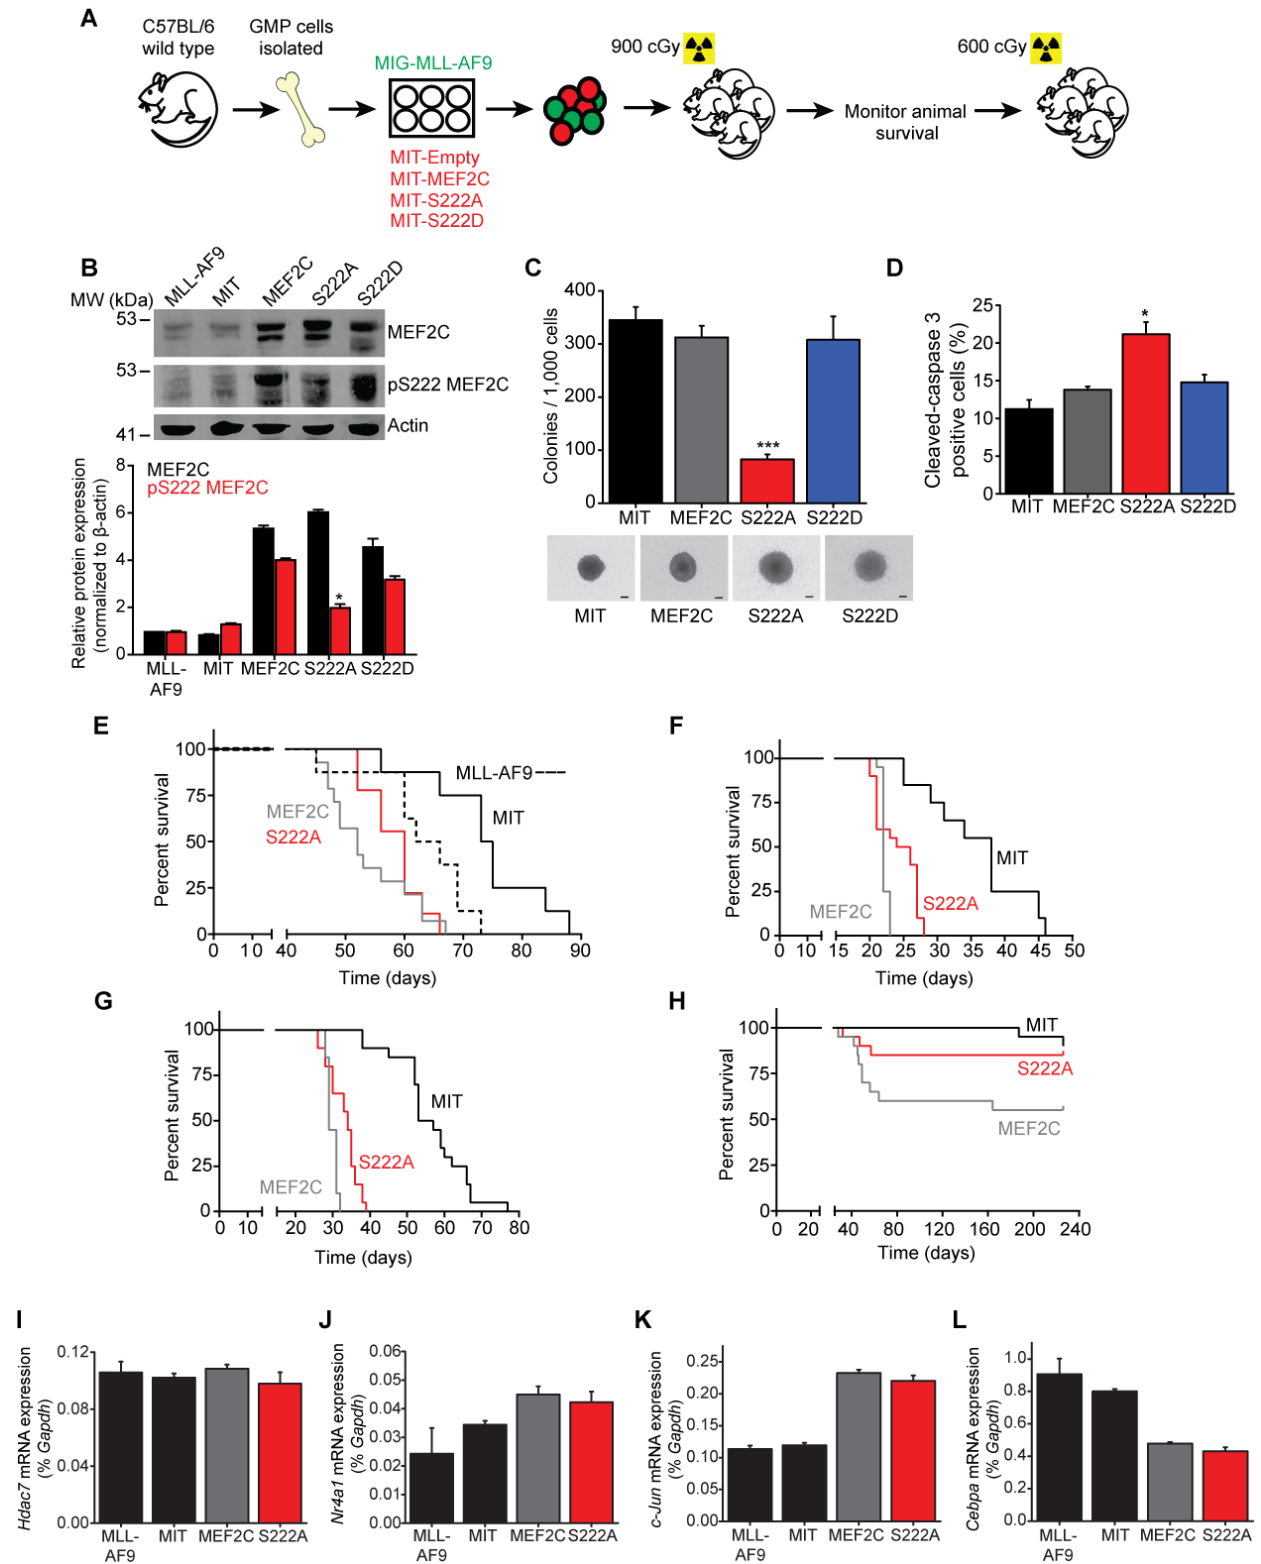 A
C57BL/6
wild type
GMP cells
isolated
MIG-MLL-AF9
MIT-Empty
MIT-MEF2C
MIT-S222A
MIT-S222D
900 cGy
Monitor animal
survival
600 cGy
B
MLL-AF9
MIT
MEF2C
S222A
S222D
MW (kDa)
53
MEF2C
53
pS222 MEF2C
41
Actin
Relative protein expression
(normalized to β-actin)
8
6
4
2
0
MEF2C
pS222 MEF2C
*
MLL-
AF9
MIT
MEF2C
S222A
S222D
C
Colonies / 1,000 cells
400
300
200
100
0
***
MIT
MEF2C
S222A
S222D
MIT
MEF2C
S222A
S222D
D
Cleaved-caspase 3
positive cells (%)
25
20
15
10
5
0
*
MIT
MEF2C
S222A
S222D
E
Percent survival
100
75
50
25
0
MLL-AF9
MIT
MEF2C
S222A
0 10 40 50 60 70 80 90
Time (days)
F
Percent survival
100
75
50
25
0
MIT
S222A
MEF2C
0 10 15 20 25 30 35 40 45 50
Time (days)
G
Percent survival
100
75
50
25
0
MIT
S222A
MEF2C
0 10 20 30 40 50 60 70 80
Time (days)
H
Percent survival
100
75
50
25
0
MIT
S222A
MEF2C
0 20 40 80 120 160 200 240
Time (days)
I
Hdac7 mRNA expression
(% Gapdh)
0.12
0.08
0.04
0.00
MLL-
AF9
MIT
MEF2C
S222A
J
Nr4a1 mRNA expression
(% Gapdh)
0.06
0.05
0.04
0.03
0.02
0.01
0.00
MLL-
AF9
MIT
MEF2C
S222A
K
c-Jun mRNA expression
(% Gapdh)
0.25
0.20
0.15
0.10
0.05
0.00
MLL-
AF9
MIT
MEF2C
S222A
L
Cebpa mRNA expression
(% Gapdh)
1.0
0.8
0.6
0.4
0.2
0.0
MLL-
AF9
MIT
MEF2C
S222A